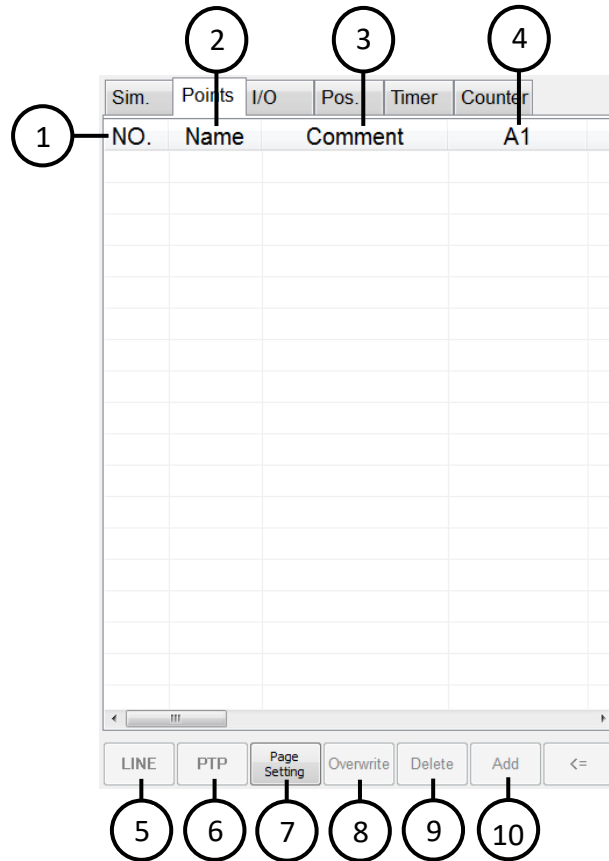 2 3 4
Sim. Points I/O Pos. Timer Counter
1 NO. Name Comment A1
LINE PTP Page Setting Overwrite Delete Add <=
5 6 7 8 9 10